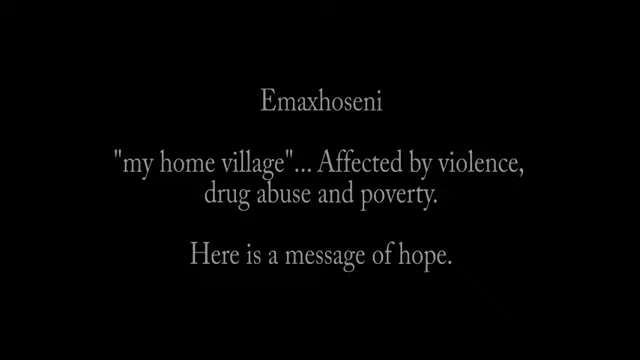 Emaxhoseni
"my home village"... Affected by violence,
drug abuse and poverty.
Here is a message of hope.